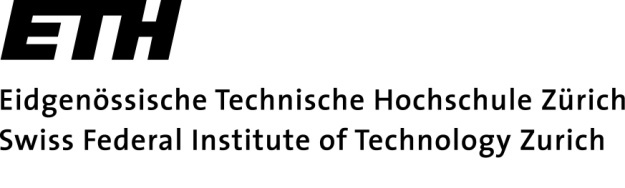 ETH
Eidgenössische Technische Hochschule Zürich
Swiss Federal Institute of Technology Zurich